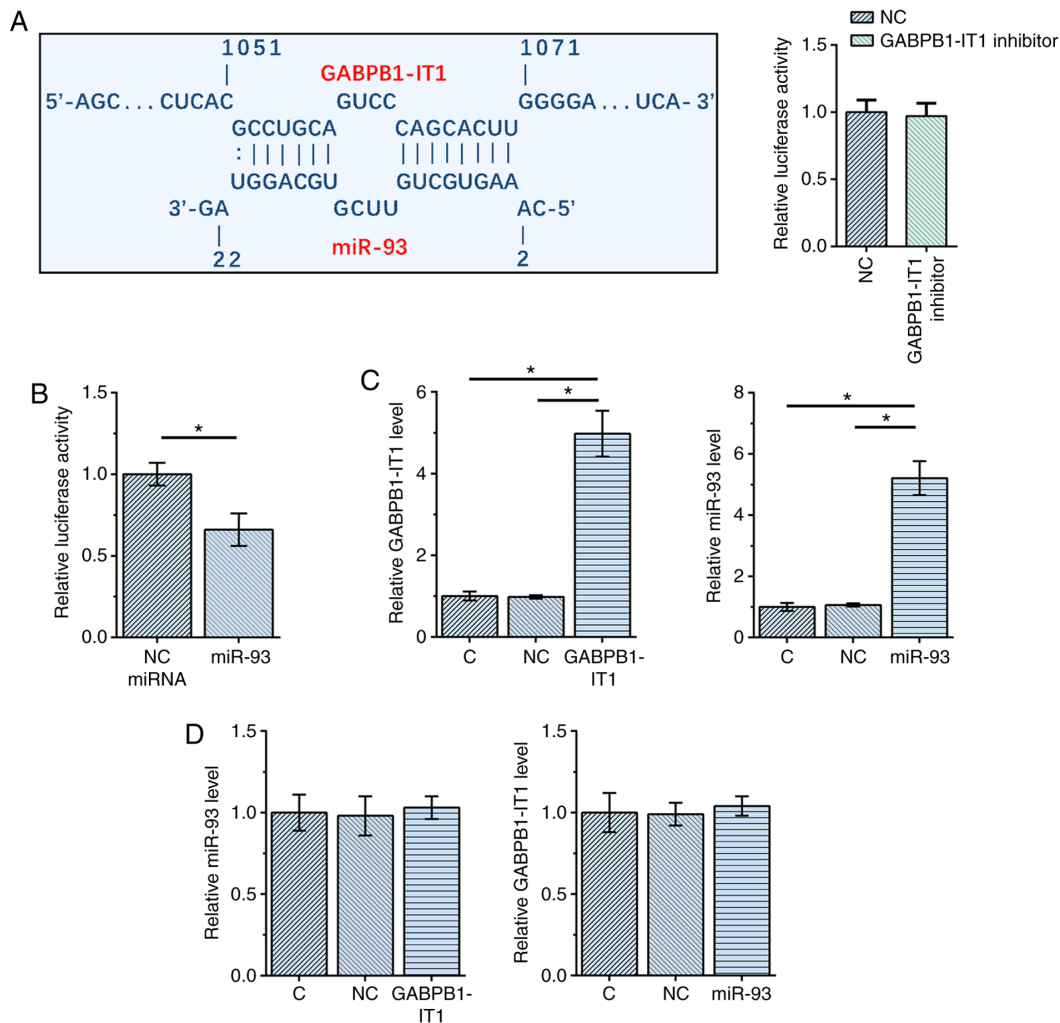 A
1051
1071
GABPB1-IT1
5'-AGC...CUCAC
GUCC
GGGGA...UCA-3'
GCCUGCA
CAGCACUU
:||||||
||||||||
UGGACGU
GUCGUGAA
3'-GA
GCUU
AC-5'
miR-93
22
2
NC
GABPB1-IT1 inhibitor
Relative luciferase activity
1.5
1.0
0.5
0.0
NC
GABPB1-IT1
inhibitor
B
Relative luciferase activity
1.5
1.0
0.5
0.0
*
NC
miRNA
miR-93
C
Relative GABPB1-IT1 level
6
4
2
0
*
*
C
NC
GABPB1-
IT1
Relative miR-93 level
8
6
4
2
0
*
*
C
NC
miR-93
D
Relative miR-93 level
1.5
1.0
0.5
0.0
C
NC
GABPB1-
IT1
Relative GABPB1-IT1 level
1.5
1.0
0.5
0.0
C
NC
miR-93